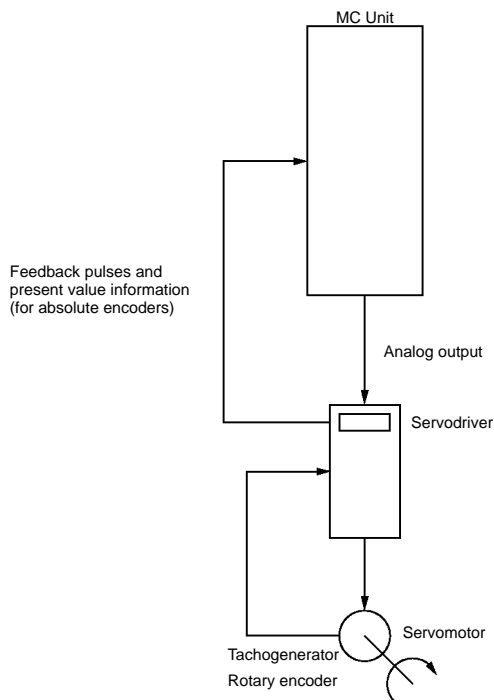 MC Unit
Feedback pulses and
present value information
(for absolute encoders)
Analog output
Servodriver
Servomotor
Tachogenerator
Rotary encoder